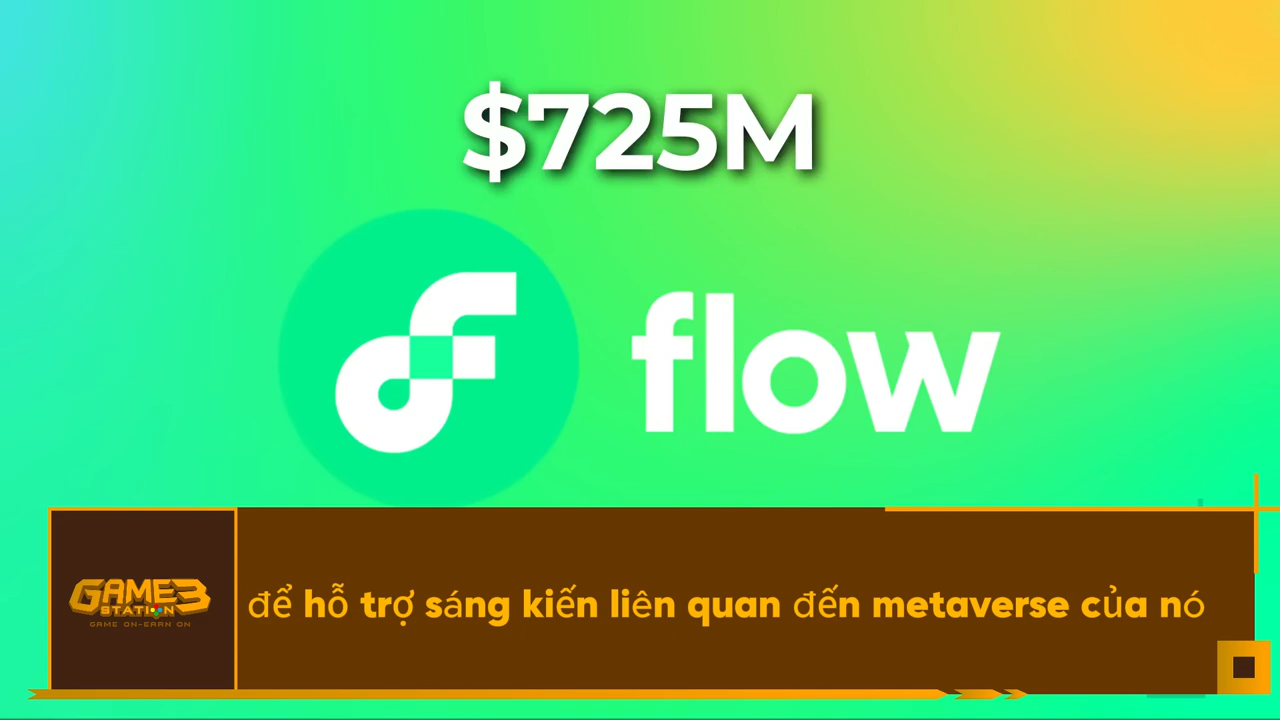 $725M
flow
GAME3
STATION
GAME ON-EARN ON
để hỗ trợ sáng kiến liên quan đến metaverse của nó